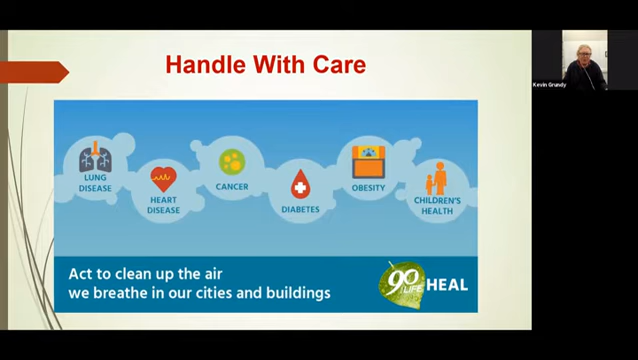 Handle With Care
Kevin Grundy
LUNG
DISEASE
HEART
DISEASE
CANCER
DIABETES
OBESITY
CHILDREN'S
HEALTH
Act to clean up the air
we breathe in our cities and buildings
90
LIFE
HEAL